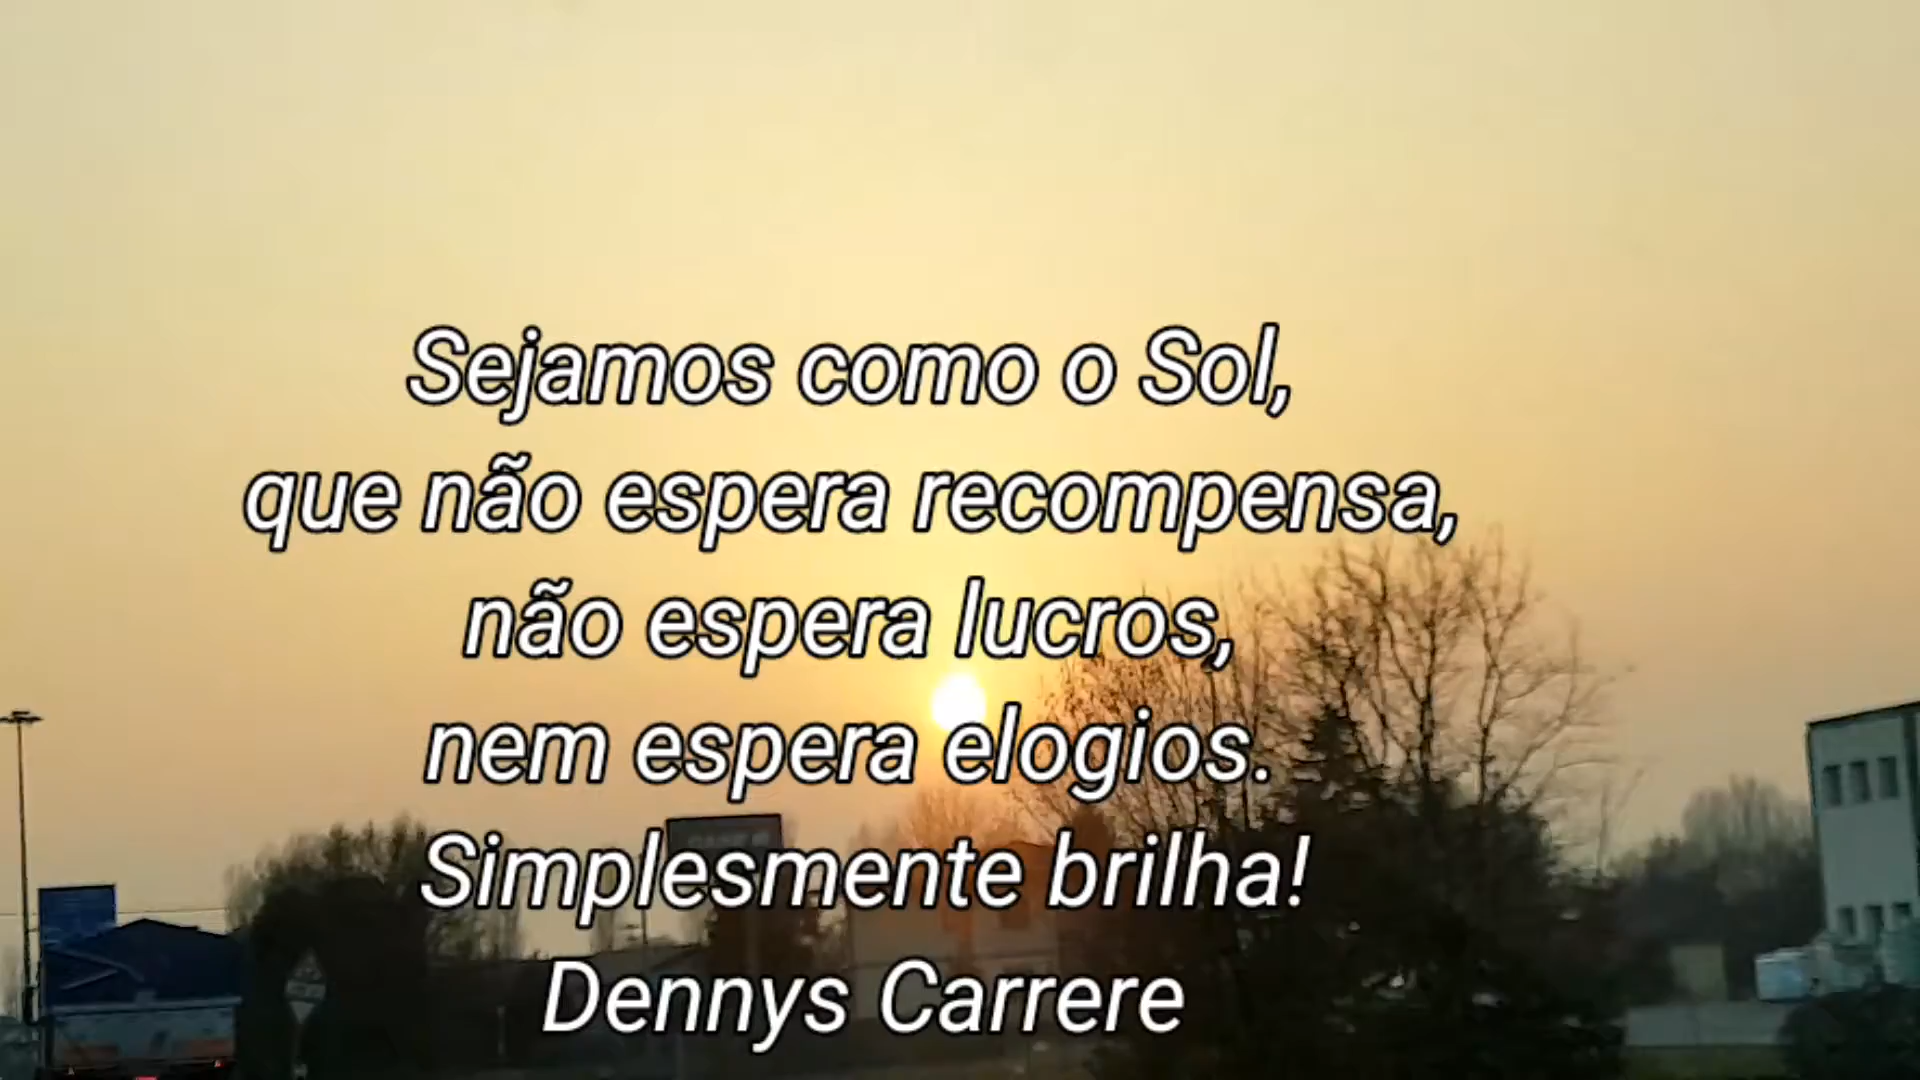 Sejamos como o Sol,
que não espera recompensa,
não espera lucros,
nem espera elogios.
Simplesmente brilha!
Dennys Carrere